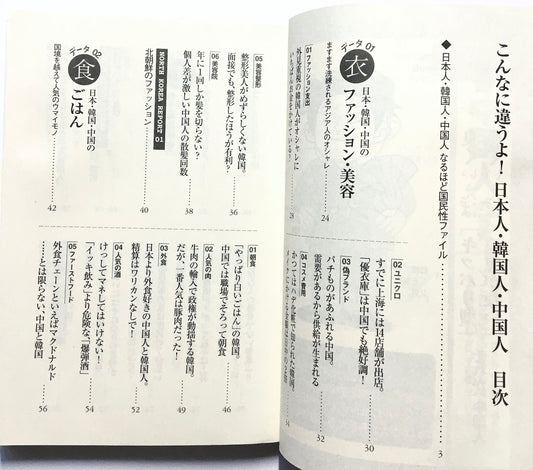 こんなに違うよ! 日本人・韓国人・中国人 目次
◆日本人・韓国人・中国人 なるほど国民性ファイル……3
データ01
衣
日本・韓国・中国の
ファッション・美容
ますます洗練されるアジア人のオシャレ
24
01 ファッション支出
外見重視の韓国人がオシャレに
いちばんお金をかけている?
28
02 ユニクロ
すでに上海には14店舗が出店。
「優衣庫」は中国でも絶好調!
30
03 偽ブランド
パチものがあふれる中国。
需要があるから供給が生まれる
32
04 コスメ費用
34
05 美容整形
整形美人がめずらしくない韓国。
面接でも、整形したほうが有利?
36
06 美容院
年に1回しか髪を切らない?
個人差が激しい中国人の散髪回数
38
NORTH KOREA REPORT 01
北朝鮮のファッション……40
データ02
食
日本・韓国・中国の
ごはん
国境を越えて人気のウマイモノ
42
01 朝食
「やっぱり白いごはん」の韓国。
中国では職場でそろって朝食
46
02 人気の肉
牛肉の輸入で政権が動揺する韓国。
だが、一番人気は豚肉だった!
49
03 外食
日本より外食好きの中国人と韓国人。
精算はワリカンなしで!
52
04 人気の酒
けっしてマネしてはいけない!
「イッキ飲み」より危険な、「爆弾酒」
54
05 ファーストフード
外食チェーンといえばマクドナルド
……とは限らない、中国と韓国
56